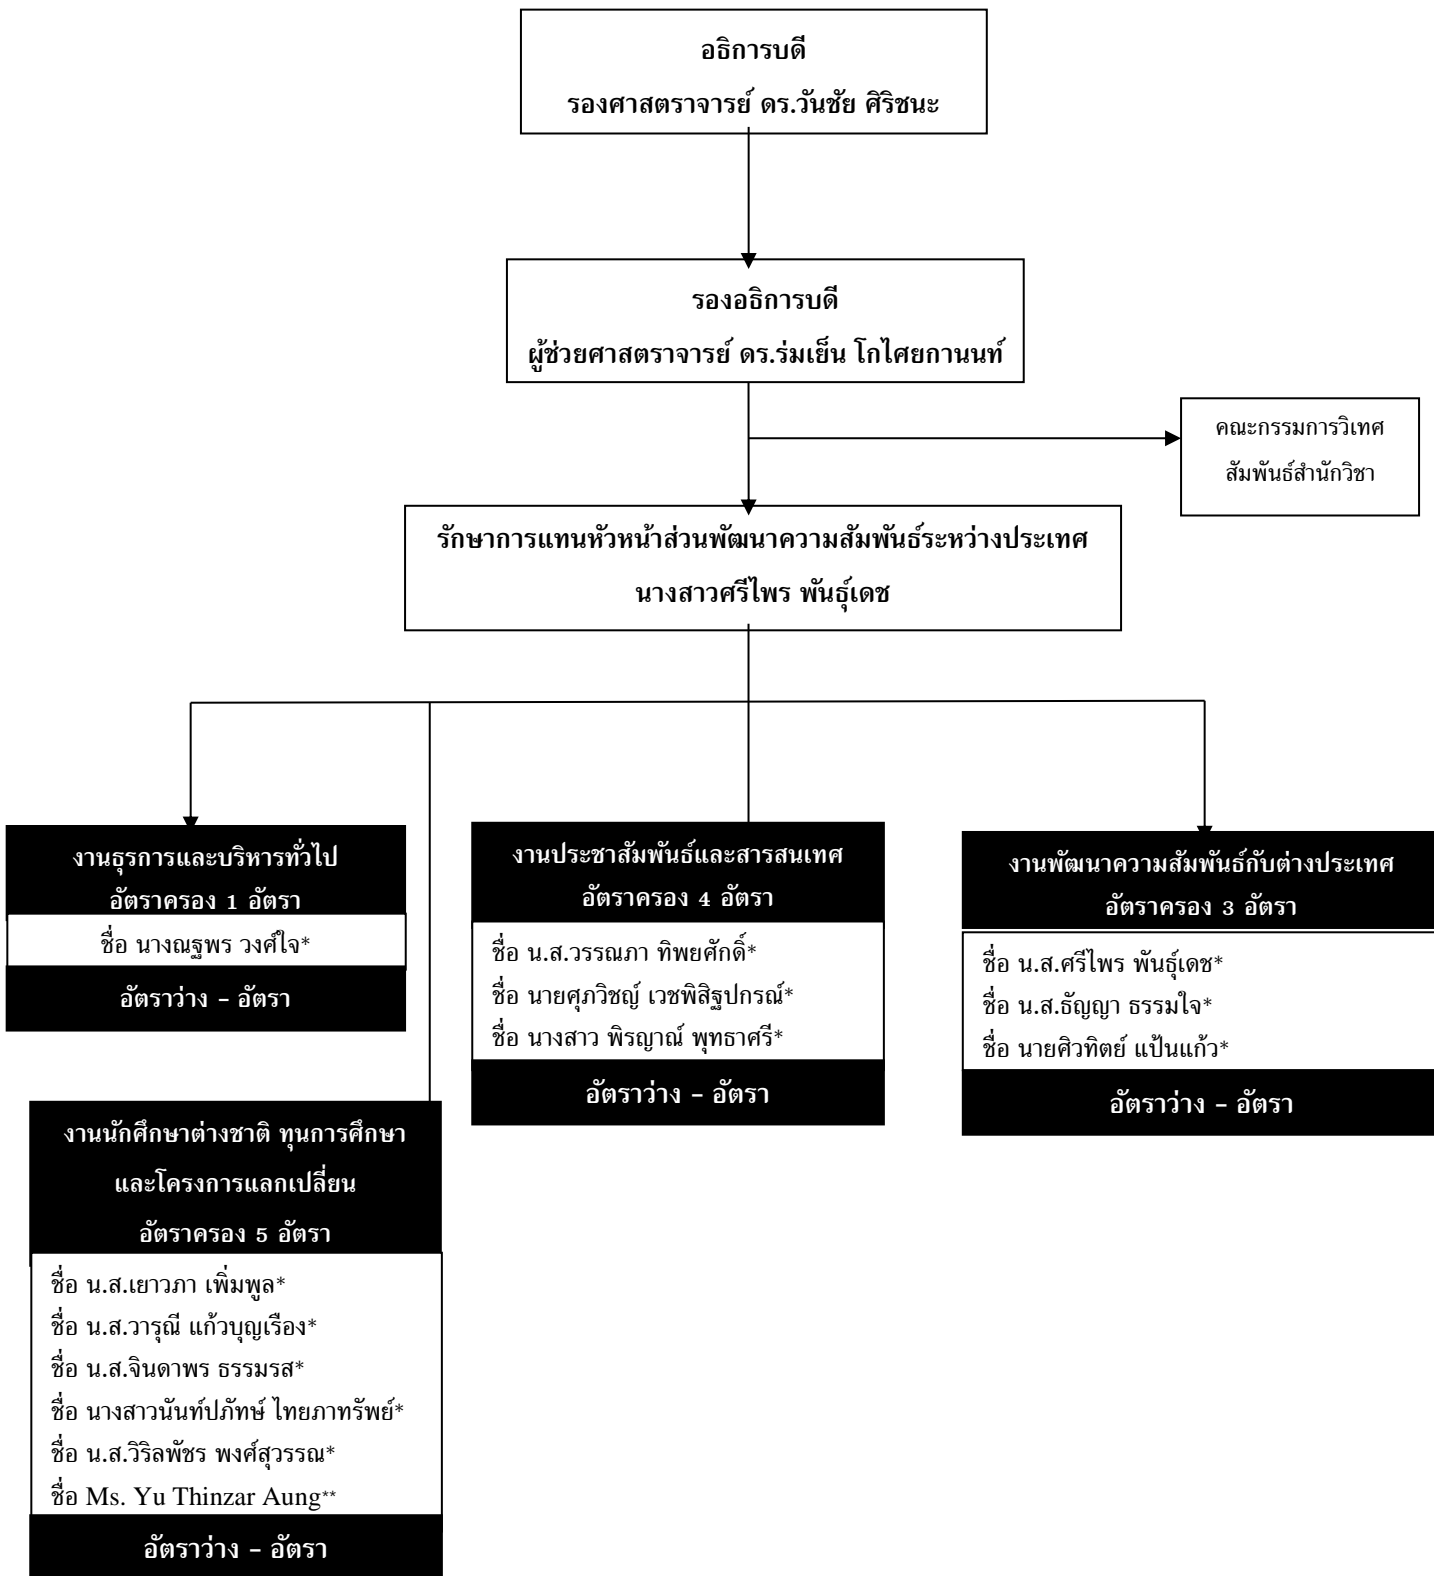 อธิการบดี
รองศาสตราจารย์ ดร.วันชัย ศิริชนะ
รองอธิการบดี
ผู้ช่วยศาสตราจารย์ ดร.ร่มเย็น โกไศยกานนท์
คณะกรรมการวิเทศ
สัมพันธ์สำนักวิชา
รักษาการแทนหัวหน้าส่วนพัฒนาความสัมพันธ์ระหว่างประเทศ
นางสาวศรีไพร พันธุ์เดช
งานธุรการและบริหารทั่วไป
อัตราครอง 1 อัตรา
ชื่อ นางณฐพร วงศ์ใจ*
อัตราว่าง - อัตรา
งานประชาสัมพันธ์และสารสนเทศ
อัตราครอง 4 อัตรา
ชื่อ น.ส.วรรณภา ทิพยศักดิ์*
ชื่อ นายศุภวิชญ์ เวชพิสิฐปกรณ์*
ชื่อ นางสาว พิรญาณ์ พุทธาศรี*
อัตราว่าง - อัตรา
งานพัฒนาความสัมพันธ์กับต่างประเทศ
อัตราครอง 3 อัตรา
ชื่อ น.ส.ศรีไพร พันธุ์เดช*
ชื่อ น.ส.ธัญญา ธรรมใจ*
ชื่อ นายศิวทิตย์ แป้นแก้ว*
อัตราว่าง - อัตรา
งานนักศึกษาต่างชาติ ทุนการศึกษา
และโครงการแลกเปลี่ยน
อัตราครอง 5 อัตรา
ชื่อ น.ส.เยาวภา เพิ่มพูล*
ชื่อ น.ส.วารุณี แก้วบุญเรือง*
ชื่อ น.ส.จินดาพร ธรรมรส*
ชื่อ นางสาวนันท์ปภัทษ์ ไทยภาทรัพย์*
ชื่อ น.ส.วิริลพัชร พงศ์สุวรรณ*
ชื่อ Ms. Yu Thinzar Aung**
อัตราว่าง - อัตรา